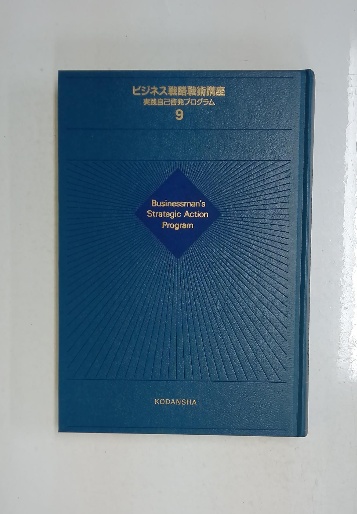 ビジネス戦略戦術講座
実践自己啓発プログラム
9
Businessman's
Strategic Action
Program
KODANSHA